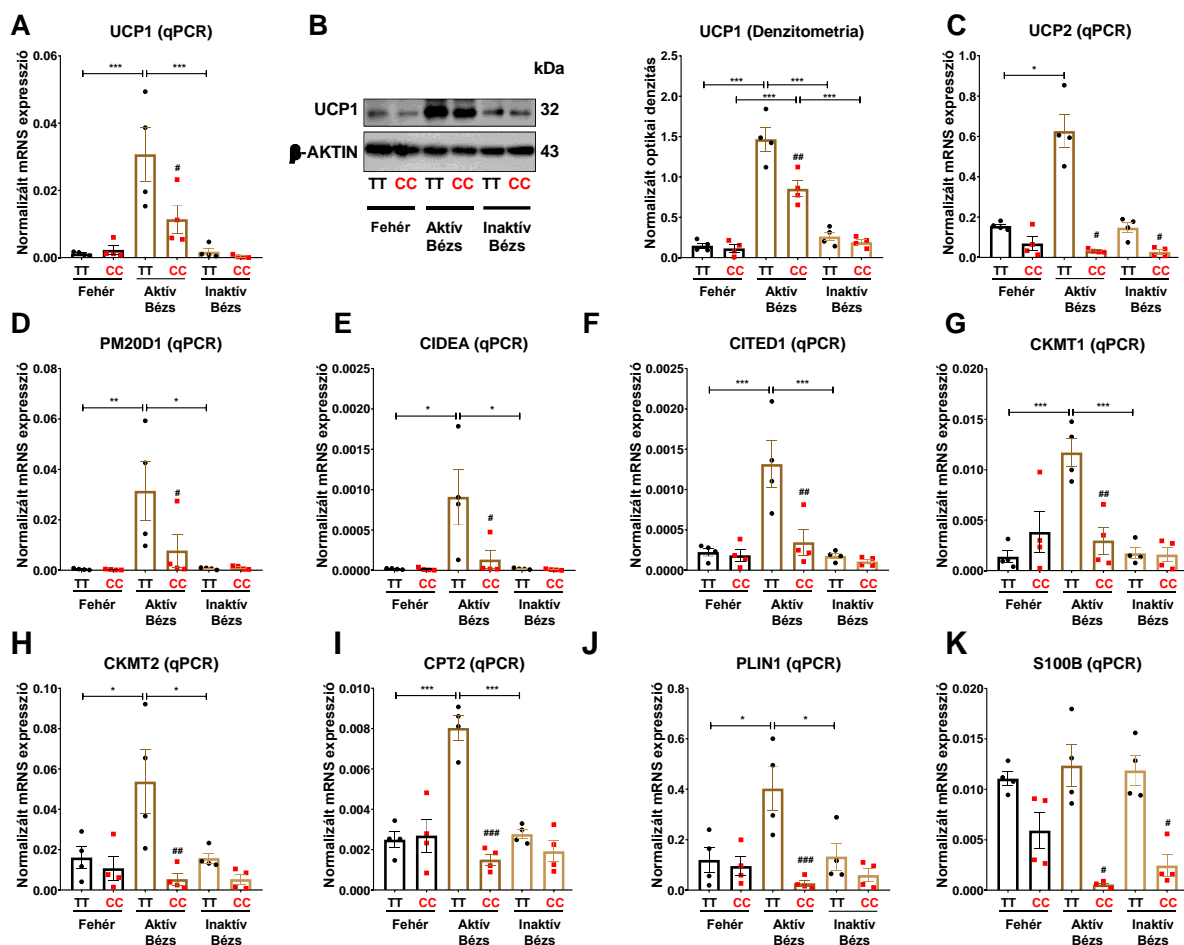 A
UCP1 (qPCR)
Normalizált mRNS expresszió
0.06
0.04
0.02
0.00
*** ***
#
TT CC TT CC TT CC
Fehér Aktív Bézs Inaktív Bézs
B
kDa
UCP1 32
β-AKTIN 43
TT CC TT CC TT CC
Fehér Aktív Bézs Inaktív Bézs
UCP1 (Denzitometria)
Normalizált optikai denzitás
2.5
2.0
1.5
1.0
0.5
0.0
*** ***
*** ***
##
TT CC TT CC TT CC
Fehér Aktív Bézs Inaktív Bézs
C
UCP2 (qPCR)
Normalizált mRNS expresszió
1.0
0.8
0.6
0.4
0.2
0.0
*
# #
TT CC TT CC TT CC
Fehér Aktív Bézs Inaktív Bézs
D
PM20D1 (qPCR)
Normalizált mRNS expresszió
0.08
0.06
0.04
0.02
0.00
** *
#
TT CC TT CC TT CC
Fehér Aktív Bézs Inaktív Bézs
E
CIDEA (qPCR)
Normalizált mRNS expresszió
0.0025
0.0020
0.0015
0.0010
0.0005
0.0000
* *
#
TT CC TT CC TT CC
Fehér Aktív Bézs Inaktív Bézs
F
CITED1 (qPCR)
Normalizált mRNS expresszió
0.0025
0.0020
0.0015
0.0010
0.0005
0.0000
*** ***
##
TT CC TT CC TT CC
Fehér Aktív Bézs Inaktív Bézs
G
CKMT1 (qPCR)
Normalizált mRNS expresszió
0.020
0.015
0.010
0.005
0.000
*** ***
##
TT CC TT CC TT CC
Fehér Aktív Bézs Inaktív Bézs
H
CKMT2 (qPCR)
Normalizált mRNS expresszió
0.10
0.08
0.06
0.04
0.02
0.00
* *
##
TT CC TT CC TT CC
Fehér Aktív Bézs Inaktív Bézs
I
CPT2 (qPCR)
Normalizált mRNS expresszió
0.010
0.008
0.006
0.004
0.002
0.000
*** ***
###
TT CC TT CC TT CC
Fehér Aktív Bézs Inaktív Bézs
J
PLIN1 (qPCR)
Normalizált mRNS expresszió
0.8
0.6
0.4
0.2
0.0
* *
###
TT CC TT CC TT CC
Fehér Aktív Bézs Inaktív Bézs
K
S100B (qPCR)
Normalizált mRNS expresszió
0.020
0.015
0.010
0.005
0.000
# #
TT CC TT CC TT CC
Fehér Aktív Bézs Inaktív Bézs